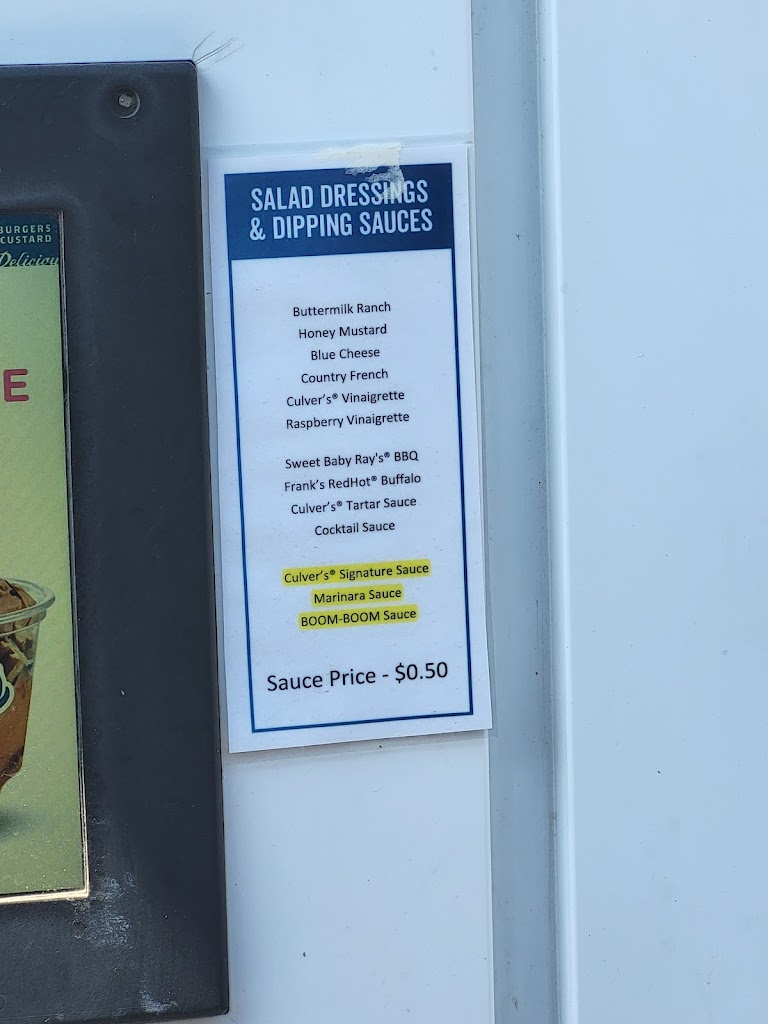 BURGERS
CUSTARD
Deliciou
E
SALAD DRESSINGS
& DIPPING SAUCES
Buttermilk Ranch
Honey Mustard
Blue Cheese
Country French
Culver's® Vinaigrette
Raspberry Vinaigrette
Sweet Baby Ray's® BBQ
Frank's RedHot® Buffalo
Culver's® Tartar Sauce
Cocktail Sauce
Culver's® Signature Sauce
Marinara Sauce
BOOM-BOOM Sauce
Sauce Price - $0.50